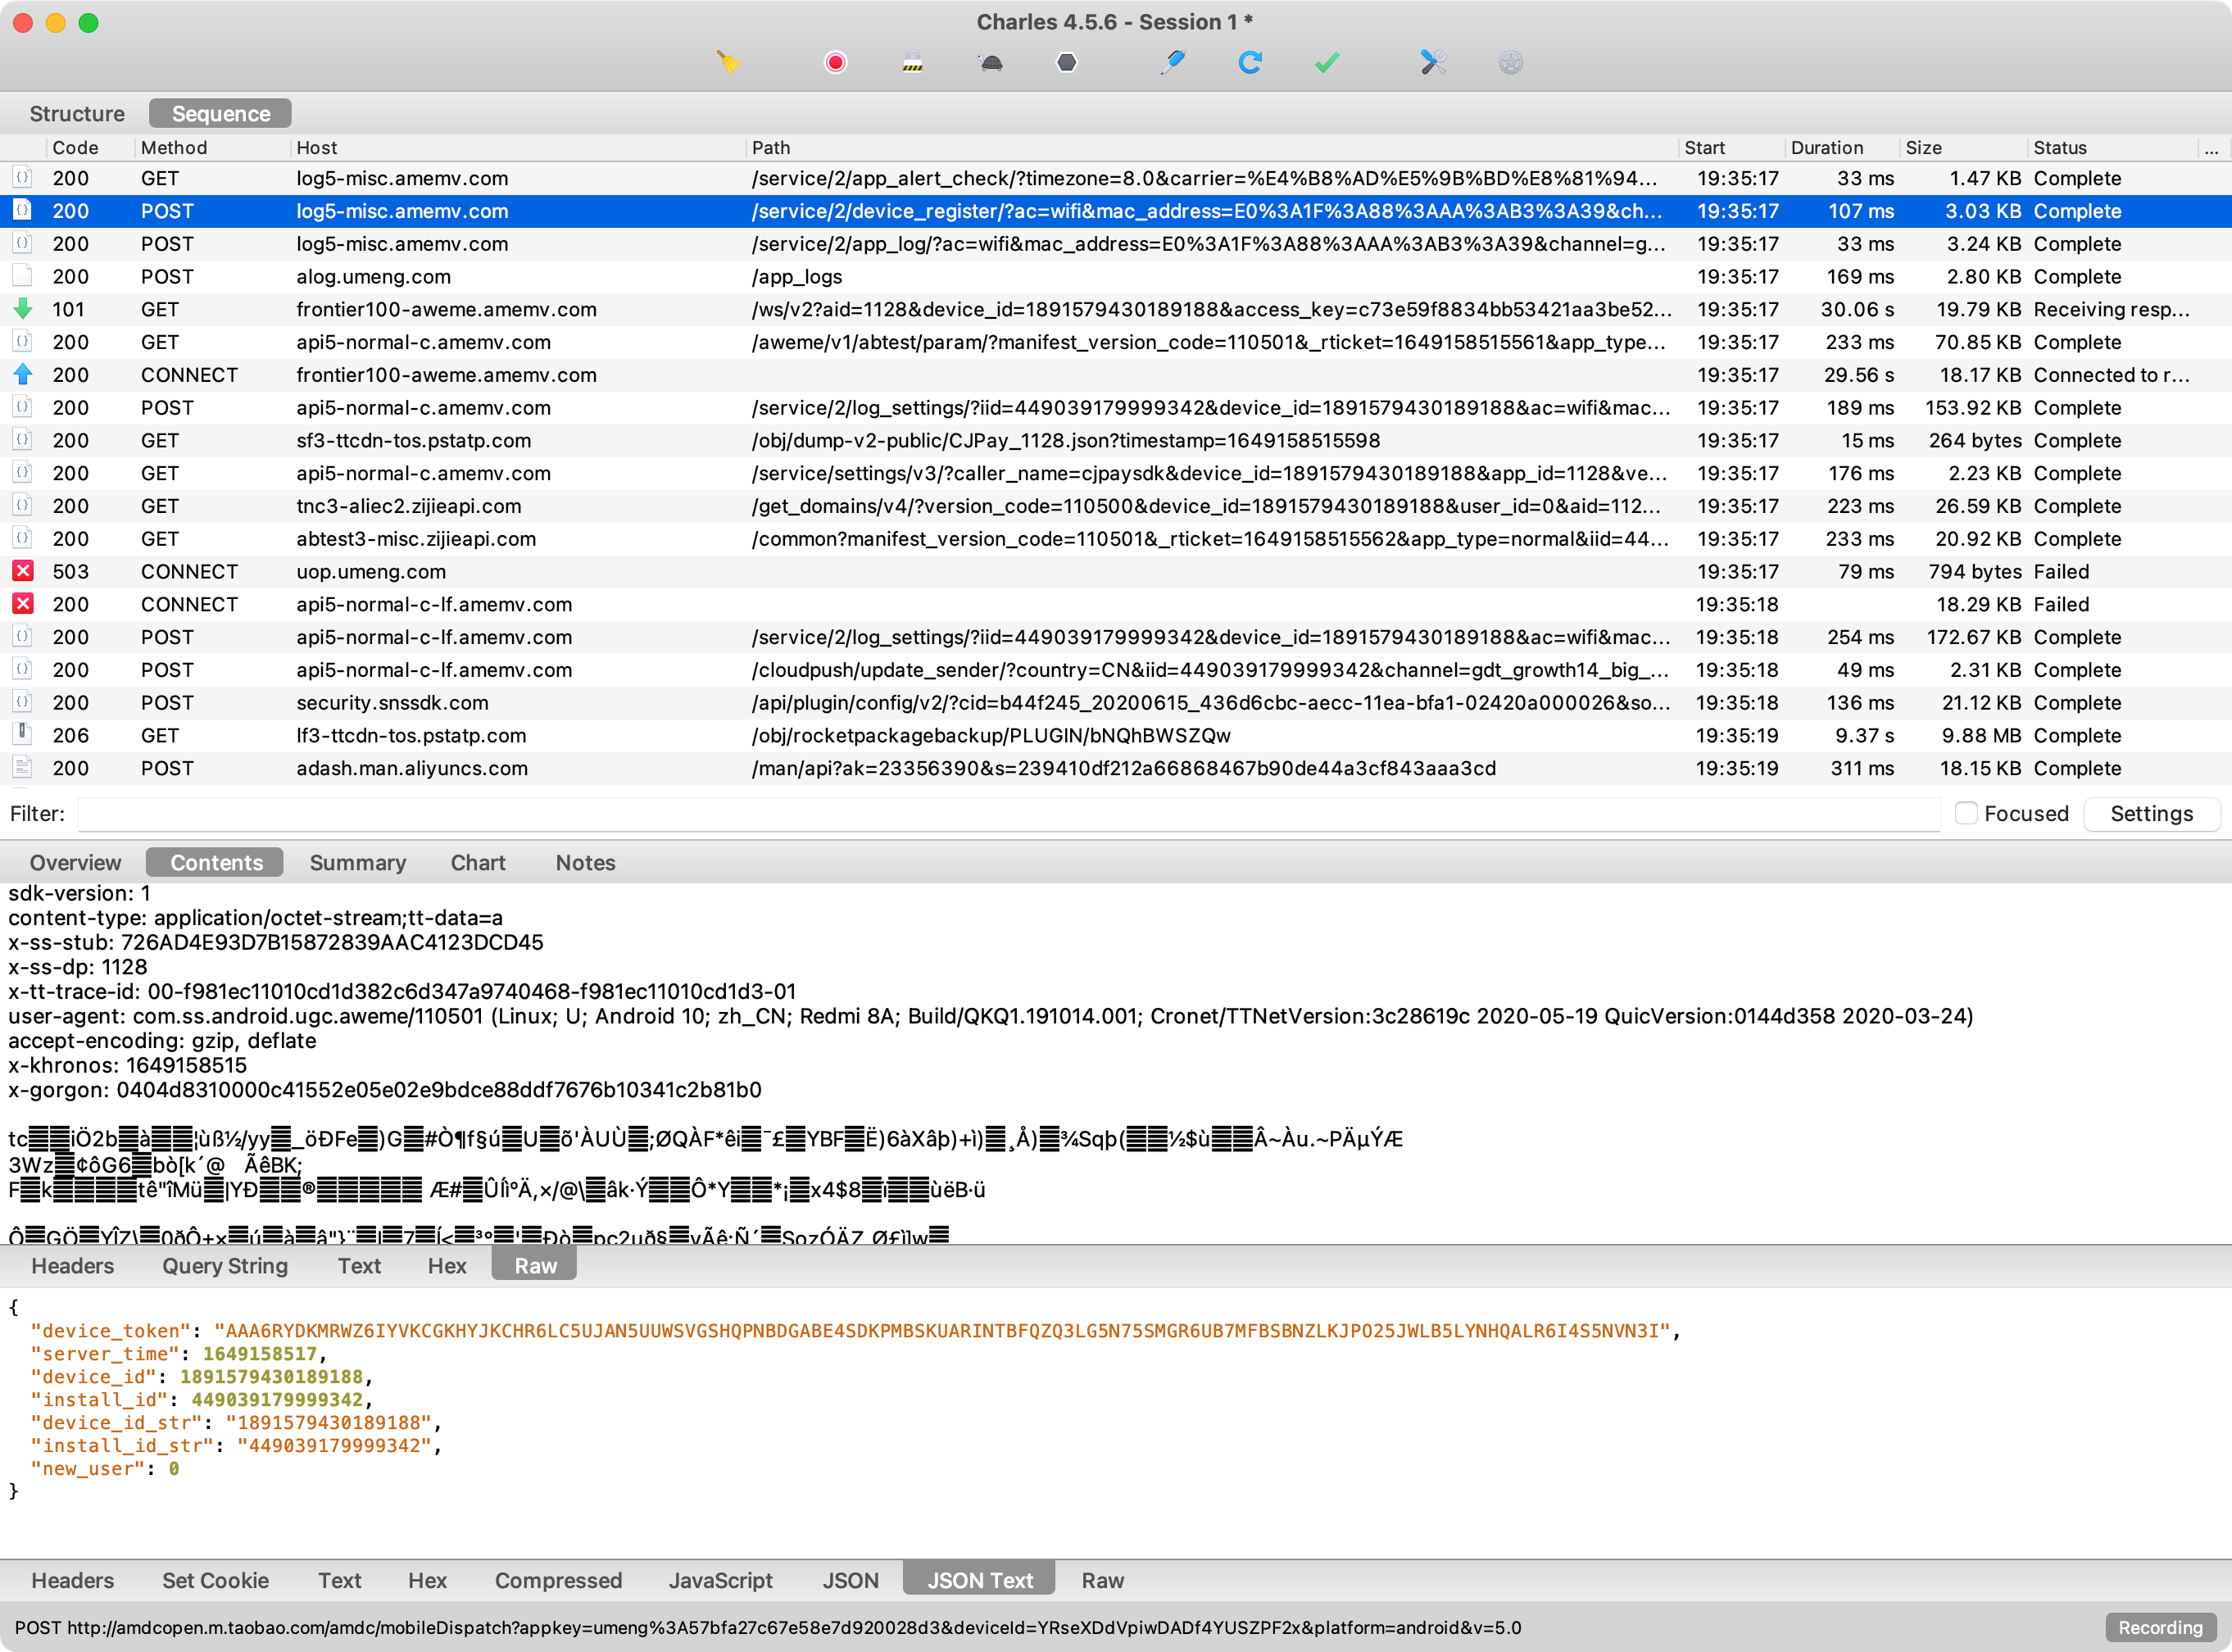 Charles 4.5.6 - Session 1 *
Structure Sequence
Code Method Host Path Start Duration Size Status ...
200 GET log5-misc.amemv.com /service/2/app_alert_check/?timezone=8.0&carrier=%E4%B8%AD%E5%9B%BD%E8%81%94... 19:35:17 33 ms 1.47 KB Complete
200 POST log5-misc.amemv.com /service/2/device_register/?ac=wifi&mac_address=E0%3A1F%3A88%3AAA%3AB3%3A39&ch... 19:35:17 107 ms 3.03 KB Complete
200 POST log5-misc.amemv.com /service/2/app_log/?ac=wifi&mac_address=E0%3A1F%3A88%3AAA%3AB3%3A39&channel=g... 19:35:17 33 ms 3.24 KB Complete
200 POST alog.umeng.com /app_logs 19:35:17 169 ms 2.80 KB Complete
101 GET frontier100-aweme.amemv.com /ws/v2?aid=1128&device_id=1891579430189188&access_key=c73e59f8834bb53421aa3be52... 19:35:17 30.06 s 19.79 KB Receiving resp...
200 GET api5-normal-c.amemv.com /aweme/v1/abtest/param/?manifest_version_code=110501&_rticket=1649158515561&app_type... 19:35:17 233 ms 70.85 KB Complete
200 CONNECT frontier100-aweme.amemv.com 19:35:17 29.56 s 18.17 KB Connected to r...
200 POST api5-normal-c.amemv.com /service/2/log_settings/?iid=449039179999342&device_id=1891579430189188&ac=wifi&mac... 19:35:17 189 ms 153.92 KB Complete
200 GET sf3-ttcdn-tos.pstatp.com /obj/dump-v2-public/CJPay_1128.json?timestamp=1649158515598 19:35:17 15 ms 264 bytes Complete
200 GET api5-normal-c.amemv.com /service/settings/v3/?caller_name=cjpaysdk&device_id=1891579430189188&app_id=1128&ve... 19:35:17 176 ms 2.23 KB Complete
200 GET tnc3-aliec2.zijieapi.com /get_domains/v4/?version_code=110500&device_id=1891579430189188&user_id=0&aid=112... 19:35:17 223 ms 26.59 KB Complete
200 GET abtest3-misc.zijieapi.com /common?manifest_version_code=110501&_rticket=1649158515562&app_type=normal&iid=44... 19:35:17 233 ms 20.92 KB Complete
503 CONNECT uop.umeng.com 19:35:17 79 ms 794 bytes Failed
200 CONNECT api5-normal-c-lf.amemv.com 19:35:18 18.29 KB Failed
200 POST api5-normal-c-lf.amemv.com /service/2/log_settings/?iid=449039179999342&device_id=1891579430189188&ac=wifi&mac... 19:35:18 254 ms 172.67 KB Complete
200 POST api5-normal-c-lf.amemv.com /cloudpush/update_sender/?country=CN&iid=449039179999342&channel=gdt_growth14_big_... 19:35:18 49 ms 2.31 KB Complete
200 POST security.snssdk.com /api/plugin/config/v2/?cid=b44f245_20200615_436d6cbc-aecc-11ea-bfa1-02420a000026&so... 19:35:18 136 ms 21.12 KB Complete
206 GET lf3-ttcdn-tos.pstatp.com /obj/rocketpackagebackup/PLUGIN/bNQhBWSZQw 19:35:19 9.37 s 9.88 MB Complete
200 POST adash.man.aliyuncs.com /man/api?ak=23356390&s=239410df212a66868467b90de44a3cf843aaa3cd 19:35:19 311 ms 18.15 KB Complete
Filter: Focused Settings
Overview Contents Summary Chart Notes
sdk-version: 1
content-type: application/octet-stream;tt-data=a
x-ss-stub: 726AD4E93D7B15872839AAC4123DCD45
x-ss-dp: 1128
x-tt-trace-id: 00-f981ec11010cd1d382c6d347a9740468-f981ec11010cd1d3-01
user-agent: com.ss.android.ugc.aweme/110501 (Linux; U; Android 10; zh_CN; Redmi 8A; Build/QKQ1.191014.001; Cronet/TTNetVersion:3c28619c 2020-05-19 QuicVersion:0144d358 2020-03-24)
accept-encoding: gzip, deflate
x-khronos: 1649158515
x-gorgon: 0404d8310000c41552e05e02e9bdce88ddf7676b10341c2b81b0
Headers Query String Text Hex Raw
{
"device_token": "AAA6RYDKMRWZ6IYVKCGKHYJKCHR6LC5UJAN5UUWSVGSHQPNBDGABE4SDKPMBSKUARINTBFQZQ3LG5N75SMGR6UB7MFBSBNZLKJPO25JWLB5LYNHQALR6I4S5NVN3I",
"server_time": 1649158517,
"device_id": 1891579430189188,
"install_id": 449039179999342,
"device_id_str": "1891579430189188",
"install_id_str": "449039179999342",
"new_user": 0
}
Headers Set Cookie Text Hex Compressed JavaScript JSON JSON Text Raw
POST http://amdcopen.m.taobao.com/amdc/mobileDispatch?appkey=umeng%3A57bfa27c67e58e7d920028d3&deviceId=YRseXDdVpiwDADf4YUSZPF2x&platform=android&v=5.0 Recording